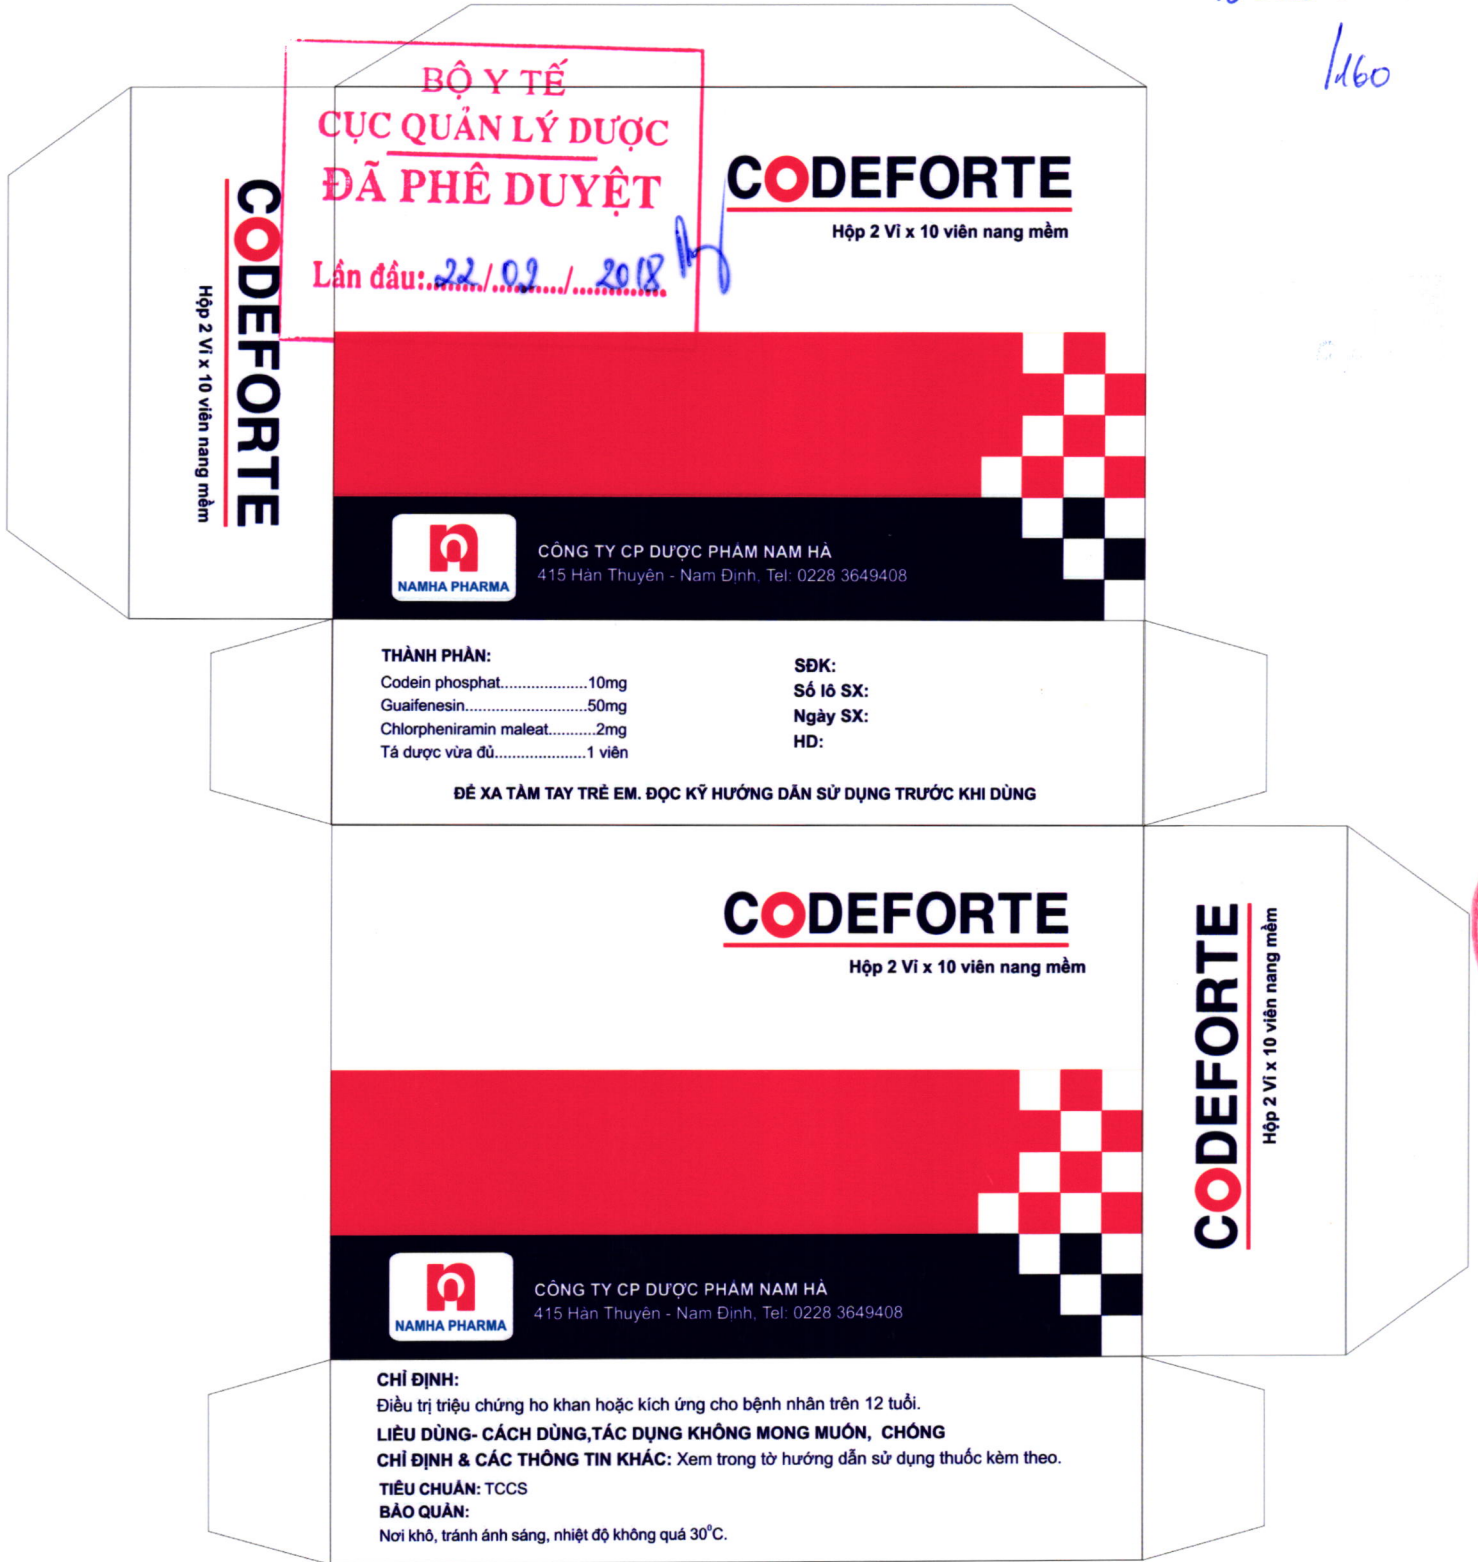 /160
BỘ Y TẾ
CỤC QUẢN LÝ DƯỢC
ĐÃ PHÊ DUYỆT
Lần đầu:22/02/2018
CODEFORTE
Hộp 2 Vỉ x 10 viên nang mềm
CODEFORTE
Hộp 2 Vỉ x 10 viên nang mềm
NAMHA PHARMA
CÔNG TY CP DƯỢC PHẨM NAM HÀ
415 Hàn Thuyên - Nam Định, Tel: 0228 3649408
THÀNH PHẦN:
Codein phosphat...................10mg
Guaifenesin...........................50mg
Chlorpheniramin maleat..........2mg
Tá dược vừa đủ....................1 viên
SĐK:
Số lô SX:
Ngày SX:
HD:
ĐỂ XA TẦM TAY TRẺ EM. ĐỌC KỸ HƯỚNG DẪN SỬ DỤNG TRƯỚC KHI DÙNG
CODEFORTE
Hộp 2 Vỉ x 10 viên nang mềm
CODEFORTE
Hộp 2 Vỉ x 10 viên nang mềm
NAMHA PHARMA
CÔNG TY CP DƯỢC PHẨM NAM HÀ
415 Hàn Thuyên - Nam Định, Tel: 0228 3649408
CHỈ ĐỊNH:
Điều trị triệu chứng ho khan hoặc kích ứng cho bệnh nhân trên 12 tuổi.
LIỀU DÙNG- CÁCH DÙNG,TÁC DỤNG KHÔNG MONG MUỐN, CHỐNG
CHỈ ĐỊNH & CÁC THÔNG TIN KHÁC: Xem trong tờ hướng dẫn sử dụng thuốc kèm theo.
TIÊU CHUẨN: TCCS
BẢO QUẢN:
Nơi khô, tránh ánh sáng, nhiệt độ không quá 30⁰C.